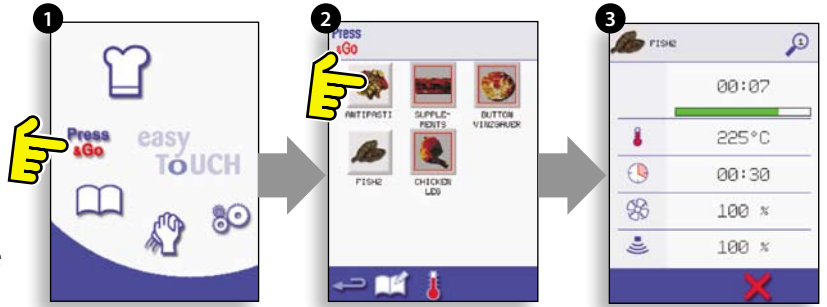 1
Press
&Go
easy
TOUCH
2
Press
&Go
ANTIPASTI
SUPPLE-
MENTS
BUTTON
VINZGAUER
FISH2
CHICKEN
LEG
3
FISH2
1
00:07
225°C
00:30
100 %
100 %
e